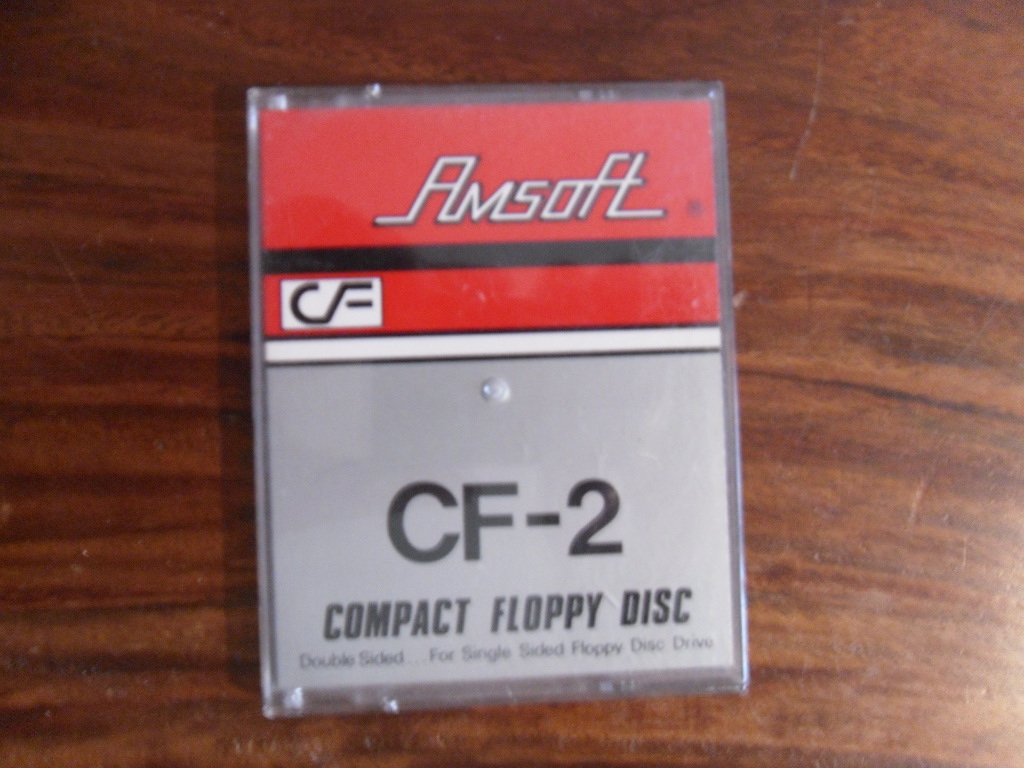 Amsoft
CF
CF-2
COMPACT FLOPPY DISC
Double Sided...For Single Sided Floppy Disc Drive